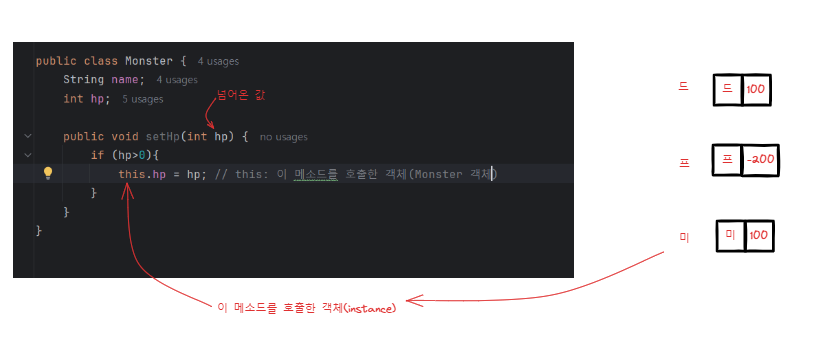 public class Monster {  4 usages
String name;  4 usages
int hp;  5 usages
넘어온 값
public void setHp(int hp) {  no usages
if (hp>0){
this.hp = hp; // this: 이 메소드를 호출한 객체(Monster 객체)
}
}
}
이 메소드를 호출한 객체(instance)
드 드 100
프 프 -200
미 미 100